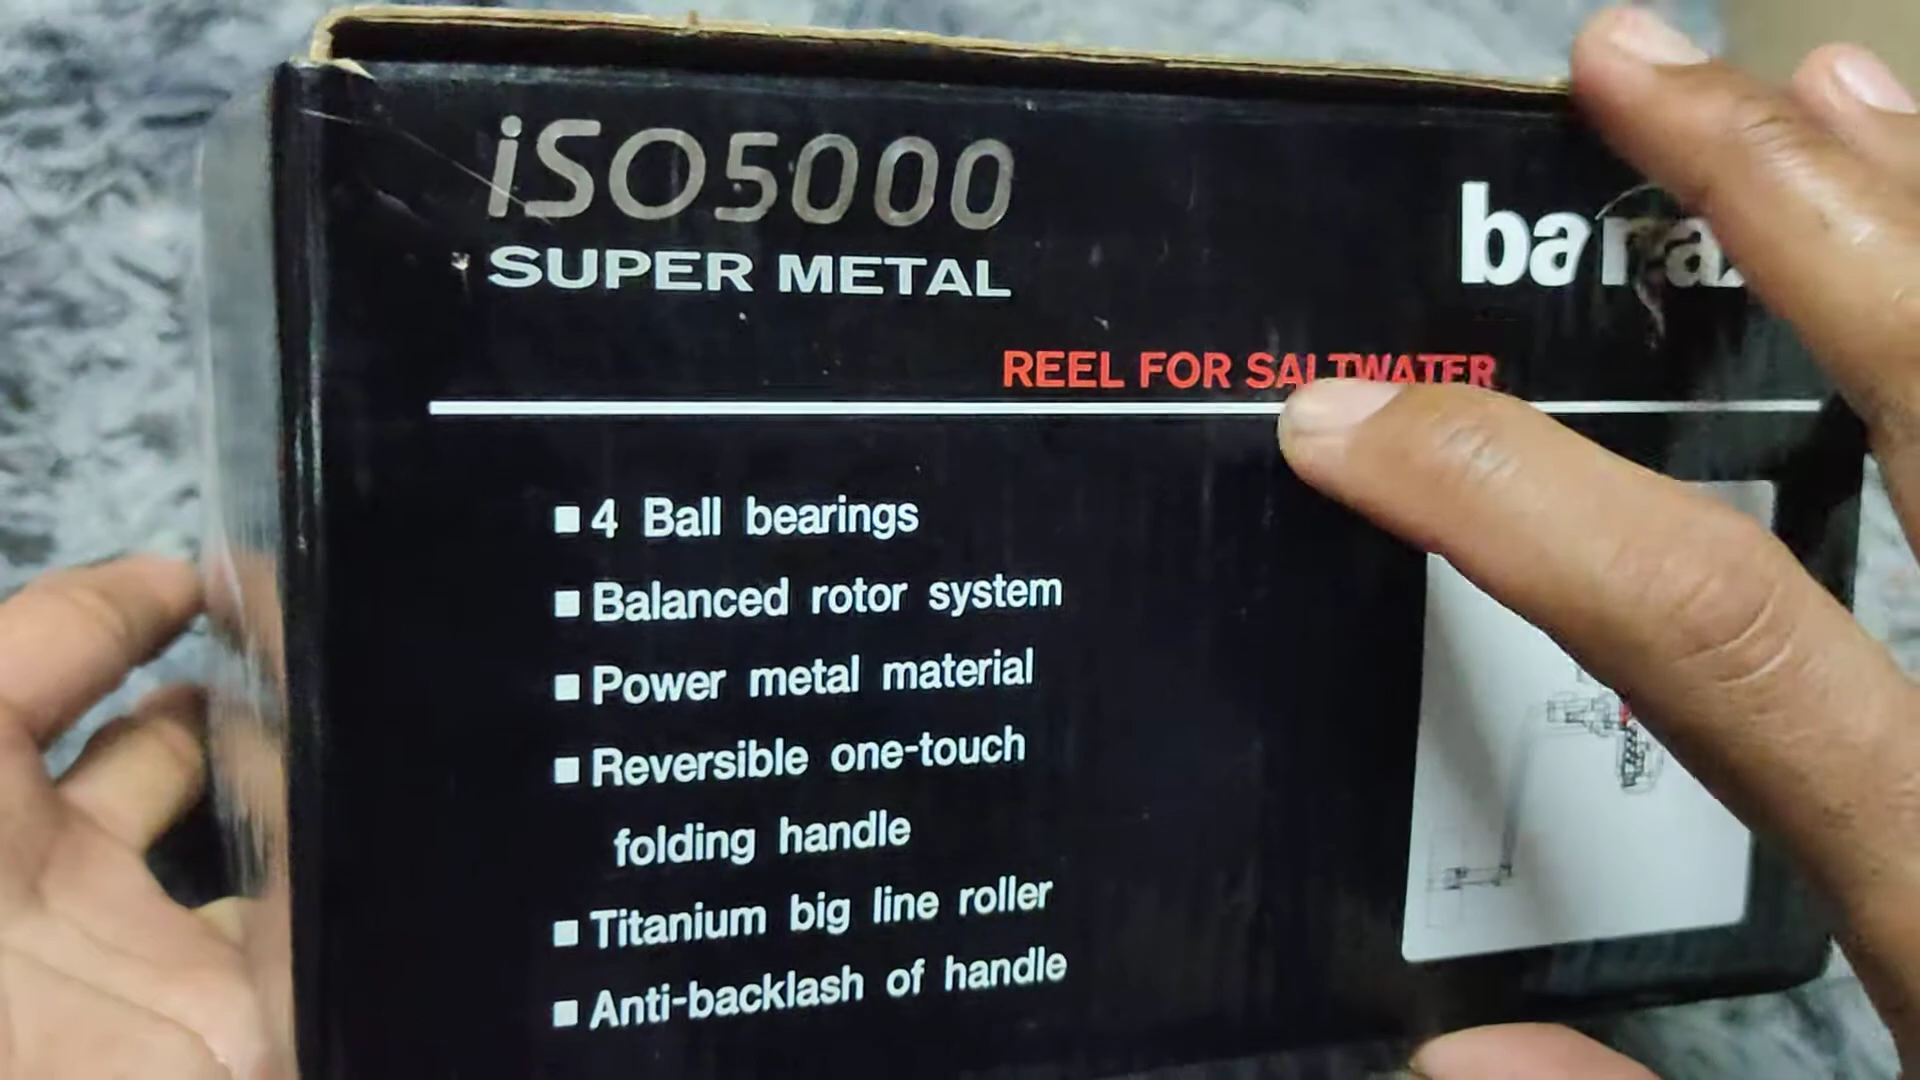 iSO5000
SUPER METAL
REEL FOR SALTWATER
■ 4 Ball bearings
■ Balanced rotor system
■ Power metal material
■ Reversible one-touch
folding handle
■ Titanium big line roller
■ Anti-backlash of handle